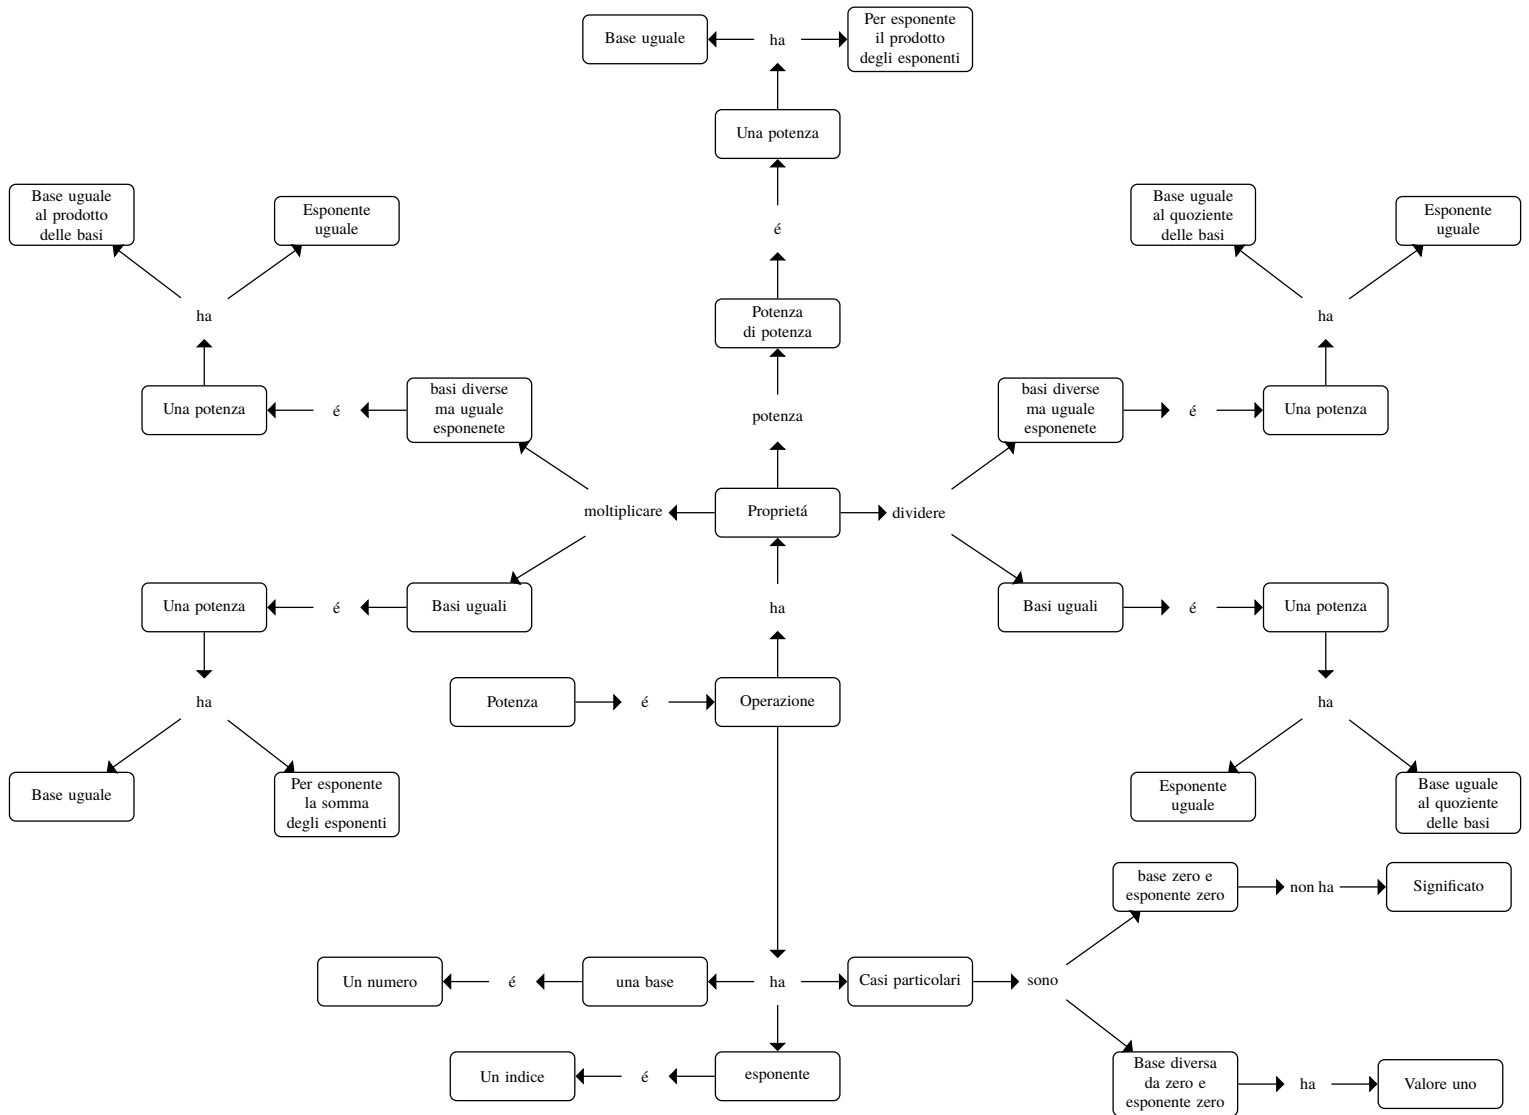 Base uguale
ha
Per esponente
il prodotto
degli esponenti
Una potenza
é
Potenza
di potenza
potenza
Base uguale
al prodotto
delle basi
Esponente
uguale
ha
Una potenza
é
basi diverse
ma uguale
esponenete
Base uguale
al quoziente
delle basi
Esponente
uguale
ha
basi diverse
ma uguale
esponenete
é
Una potenza
moltiplicare
Proprietá
dividere
Una potenza
é
Basi uguali
ha
Basi uguali
é
Una potenza
ha
Potenza
é
Operazione
ha
Base uguale
Per esponente
la somma
degli esponenti
Esponente
uguale
Base uguale
al quoziente
delle basi
base zero e
esponente zero
non ha
Significato
Un numero
é
una base
ha
Casi particolari
sono
Un indice
é
esponente
Base diversa
da zero e
esponente zero
ha
Valore uno